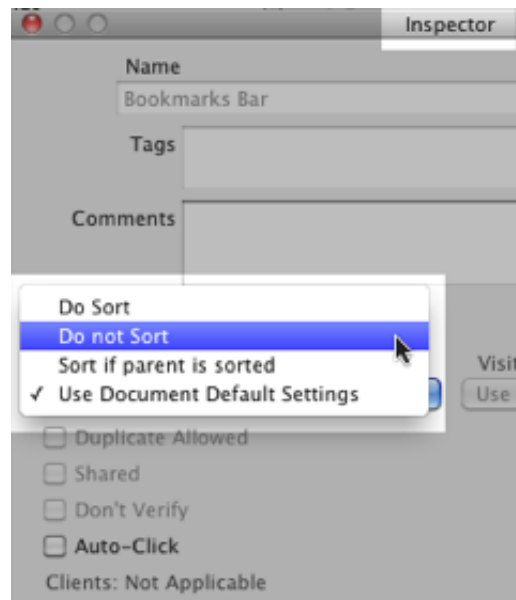 Inspector
Name
Bookmarks Bar
Tags
Comments
Do Sort
Do not Sort
Sort if parent is sorted
✓ Use Document Default Settings
Use
Duplicate Allowed
Shared
Don't Verify
Auto-Click
Clients: Not Applicable